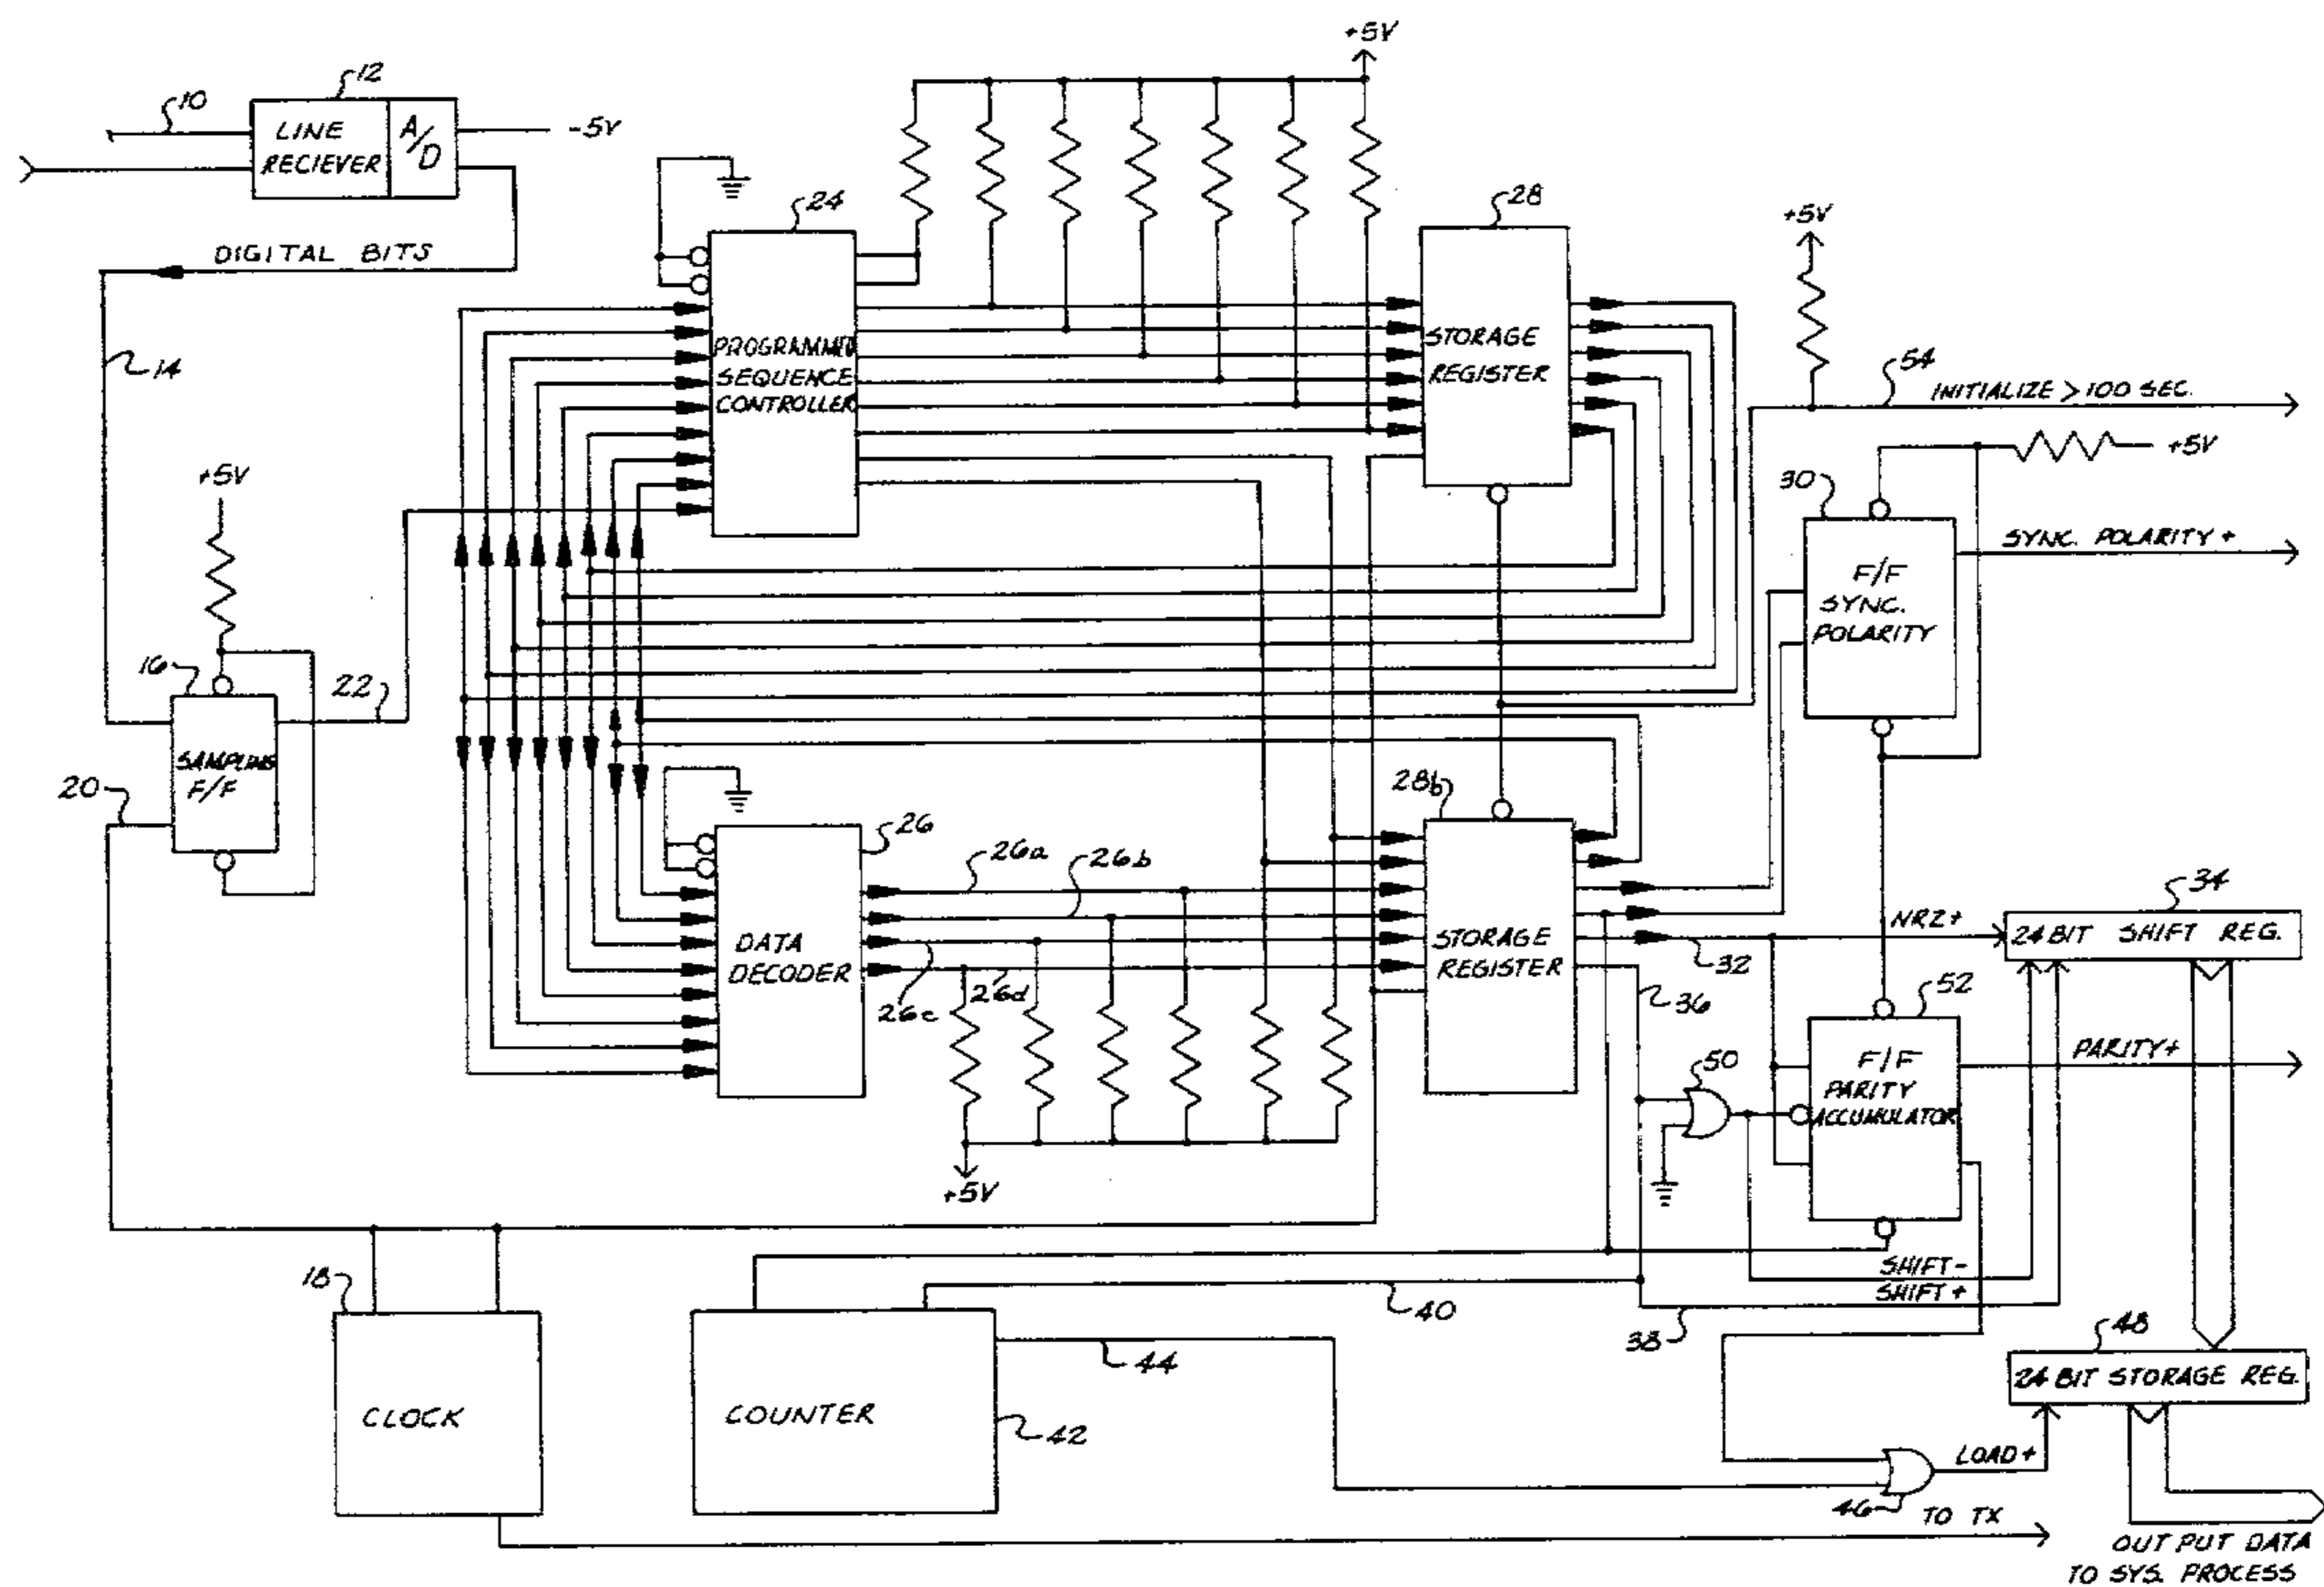 +5V
12
10
LINE
RECIEVER
A/D
-5V
24
28
DIGITAL BITS
+5V
14
PROGRAMMED
SEQUENCE
CONTROLLER
STORAGE
REGISTER
54
INITIALIZE > 100 SEC.
+5V
+5V
30
SYNC. POLARITY +
F/F
SYNC.
POLARITY
16
22
SAMPLING
F/F
20
28b
26
26a
26b
34
NRZ+
24 BIT SHIFT REG.
DATA
DECODER
STORAGE
REGISTER
32
26c
26d
36
52
50
PARITY+
F/F
PARITY
ACCUMULATOR
+5V
18
SHIFT-
SHIFT+
40
38
44
48
24 BIT STORAGE REG.
CLOCK
COUNTER
42
LOAD+
46
TO TX
OUT PUT DATA
TO SYS. PROCESS